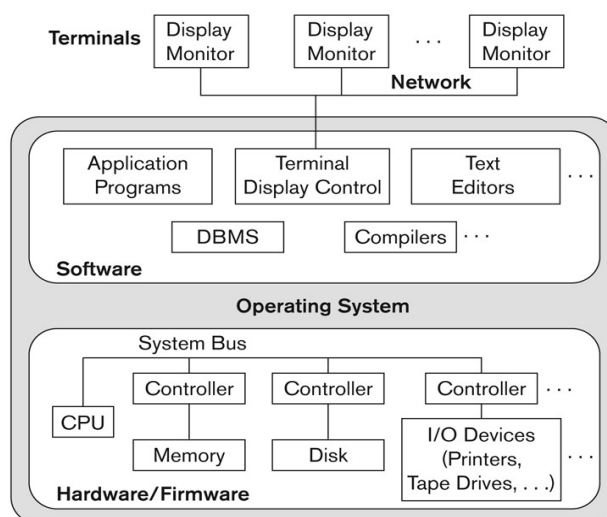 Terminals
Display
Monitor
Display
Monitor
. . .
Display
Monitor
Network
Application
Programs
Terminal
Display Control
Text
Editors
. . .
DBMS
Compilers
. . .
Software
Operating System
System Bus
Controller
Controller
Controller
. . .
CPU
Memory
Disk
I/O Devices
(Printers,
Tape Drives, . . .)
. . .
Hardware/Firmware